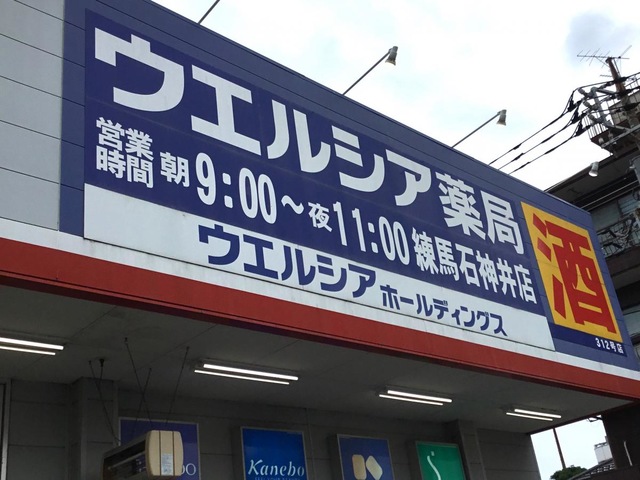 ウエルシア薬局
営業時間 朝9:00〜夜11:00 練馬石神井店
ウエルシア ホールディングス
酒
312号店
Kanebo